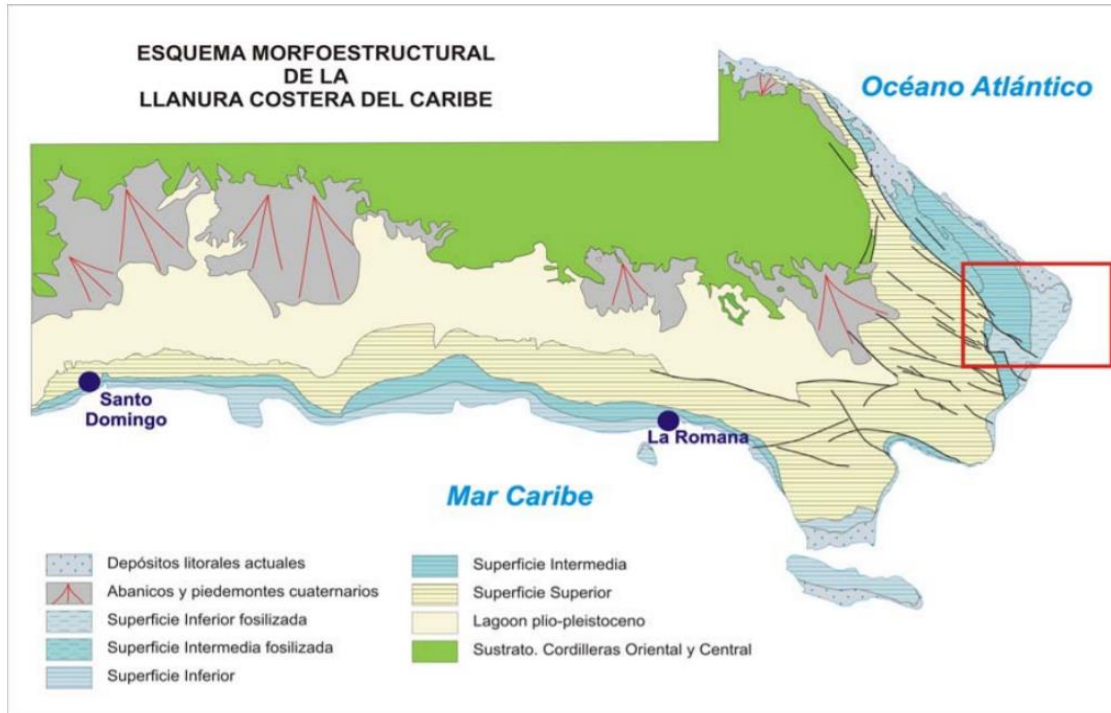 ESQUEMA MORFOESTRUCTURAL
DE LA
LLANURA COSTERA DEL CARIBE
Océano Atlántico
Santo
Domingo
La Romana
Mar Caribe
Depósitos litorales actuales
Abanicos y piedemontes cuaternarios
Superficie Inferior fosilizada
Superficie Intermedia fosilizada
Superficie Inferior
Superficie Intermedia
Superficie Superior
Lagoon plio-pleistoceno
Sustrato. Cordilleras Oriental y Central